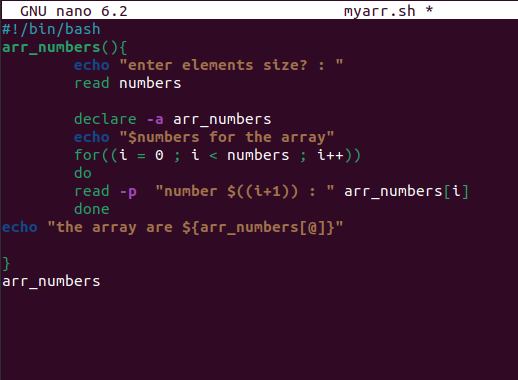 GNU nano 6.2 myarr.sh *
#!/bin/bash
arr_numbers(){
        echo "enter elements size? : "
        read numbers

        declare -a arr_numbers
        echo "$numbers for the array"
        for((i = 0 ; i < numbers ; i++))
        do
        read -p  "number $((i+1)) : " arr_numbers[i]
        done
echo "the array are ${arr_numbers[@]}"

}
arr_numbers